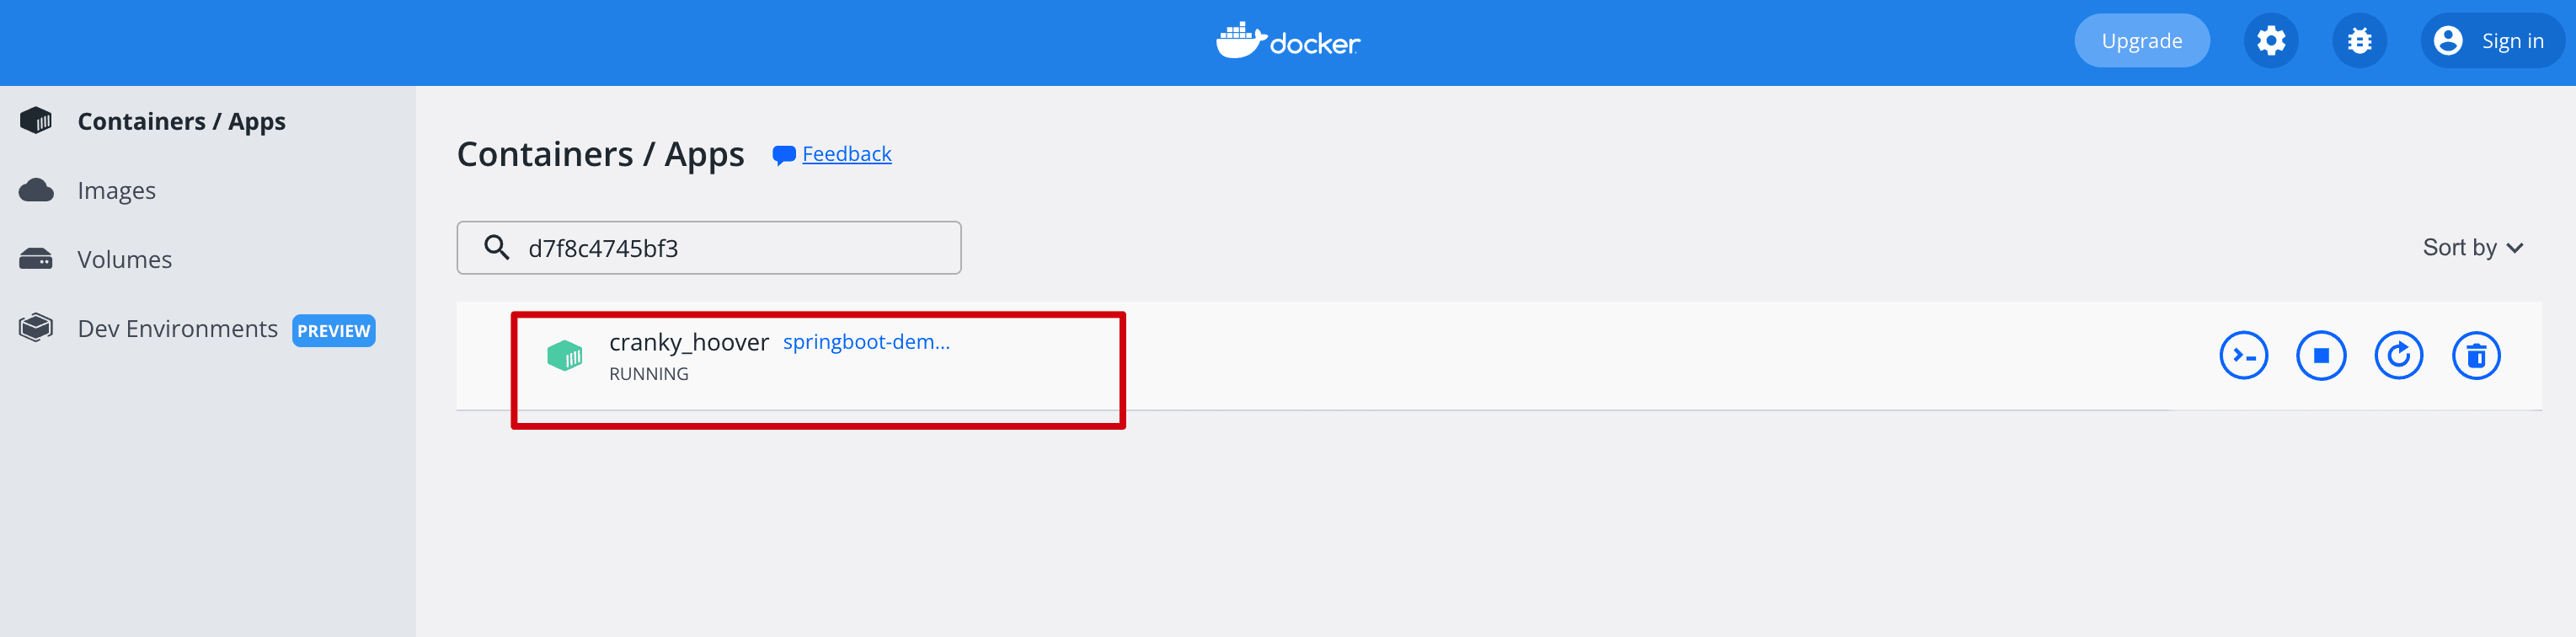 docker
Upgrade
Sign in
Containers / Apps
Images
Volumes
Dev Environments PREVIEW
Containers / Apps Feedback
d7f8c4745bf3
Sort by
cranky_hoover springboot-dem...
RUNNING